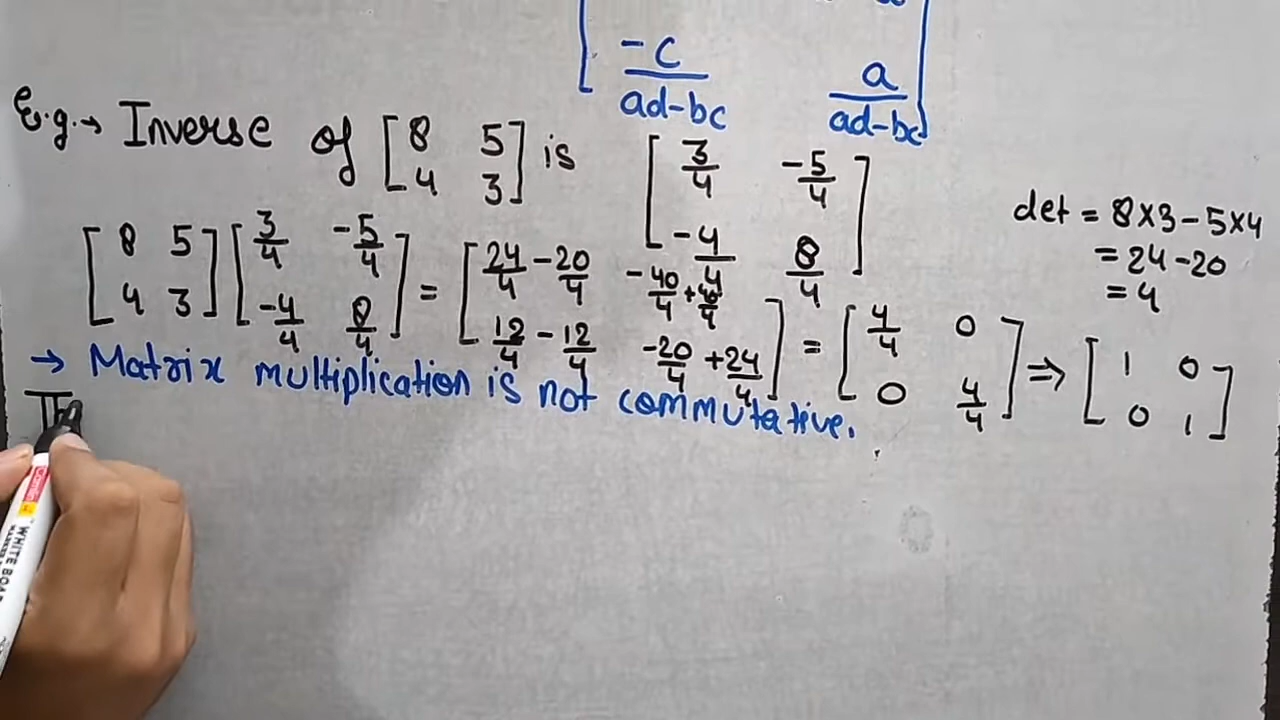 -c/ad-bc a/ad-bc
E.g.→ Inverse of [8 5; 4 3] is [3/4 -5/4; -4/4 8/4]
det = 8×3-5×4
= 24-20
= 4
[8 5; 4 3] [3/4 -5/4; -4/4 8/4] = [24/4-20/4 -40/4+40/4; 12/4-12/4 -20/4+24/4] = [4/4 0; 0 4/4] ⇒ [1 0; 0 1]
→ Matrix multiplication is not commutative.
Camlin
WHITE BOA